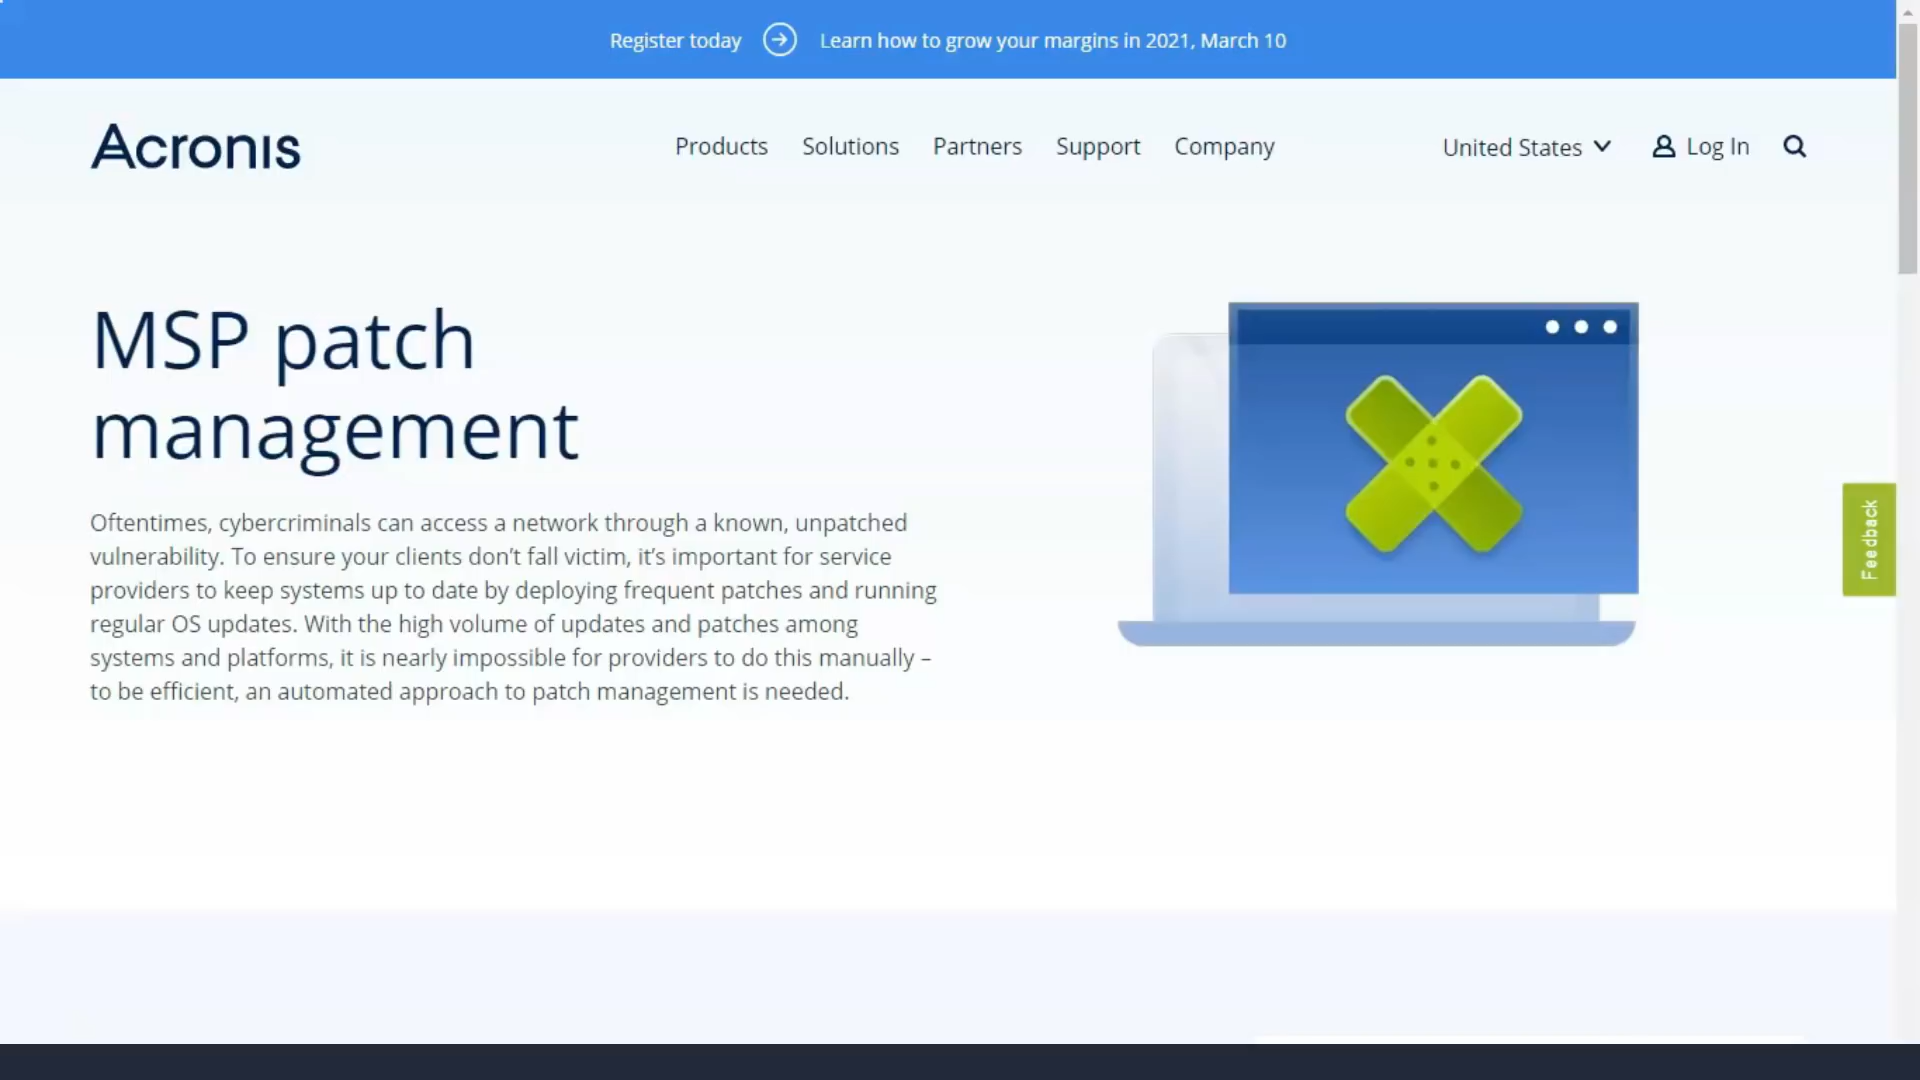 Register today Learn how to grow your margins in 2021, March 10
Acronis
Products Solutions Partners Support Company
United States Log In
MSP patch
management
Oftentimes, cybercriminals can access a network through a known, unpatched
vulnerability. To ensure your clients don’t fall victim, it’s important for service
providers to keep systems up to date by deploying frequent patches and running
regular OS updates. With the high volume of updates and patches among
systems and platforms, it is nearly impossible for providers to do this manually –
to be efficient, an automated approach to patch management is needed.
Feedback